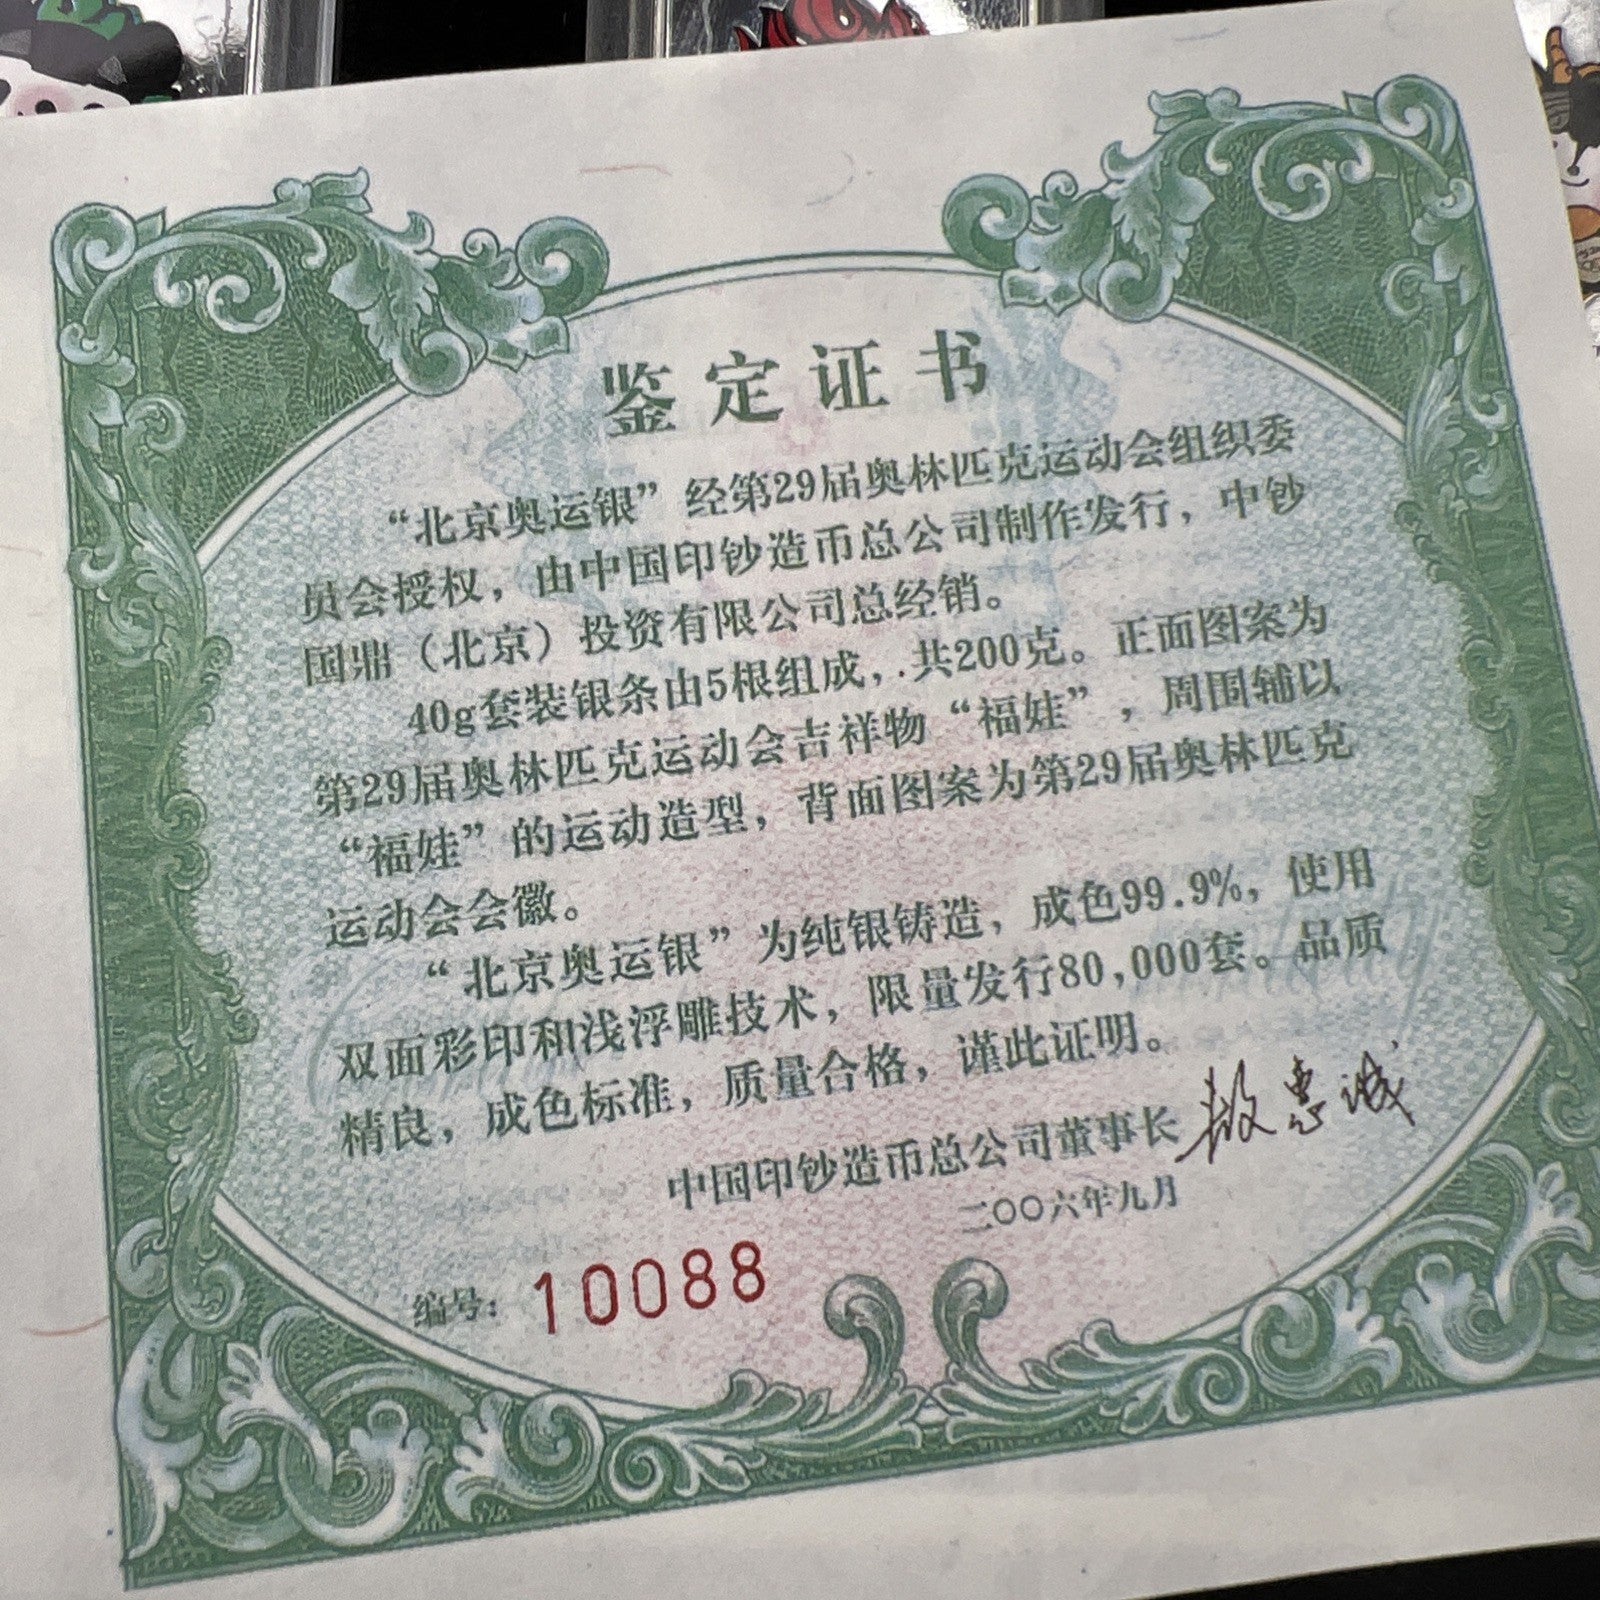 鉴定证书
“北京奥运银”经第29届奥林匹克运动会组织委
员会授权，由中国印钞造币总公司制作发行，中钞
国鼎（北京）投资有限公司总经销。
40g套装银条由5根组成，共200克。正面图案为
第29届奥林匹克运动会吉祥物“福娃”，周围辅以
“福娃”的运动造型，背面图案为第29届奥林匹克
运动会会徽。
“北京奥运银”为纯银铸造，成色99.9%，使用
双面彩印和浅浮雕技术，限量发行80,000套。品质
精良，成色标准，质量合格，谨此证明。
中国印钞造币总公司董事长
二〇〇六年九月
编号：10088